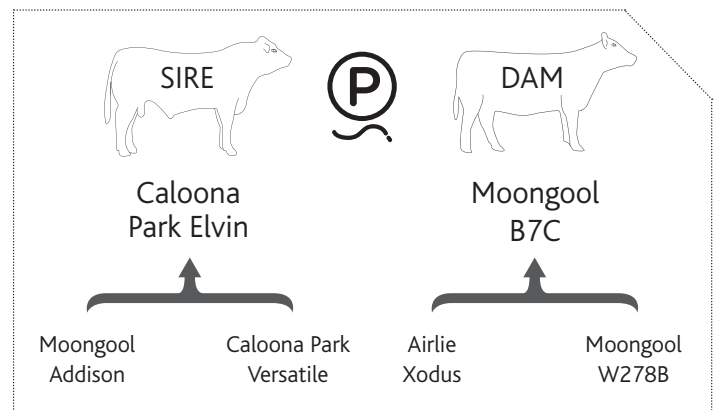 SIRE
P
DAM
Caloona
Park Elvin
Moongool
B7C
Moongool
Addison
Caloona Park
Versatile
Airlie
Xodus
Moongool
W278B